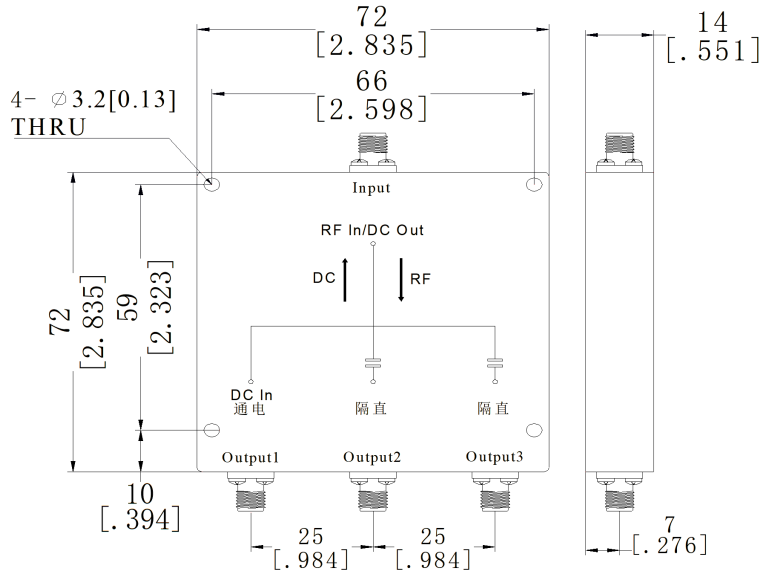 72
[2.835]
14
[.551]
66
[2.598]
4- ∅3.2[0.13]
THRU
Input
RF In/DC Out
DC
RF
72
[2.835]
59
[2.323]
DC In
通电
隔直
隔直
Output1
Output2
Output3
10
[.394]
25
[.984]
25
[.984]
7
[.276]